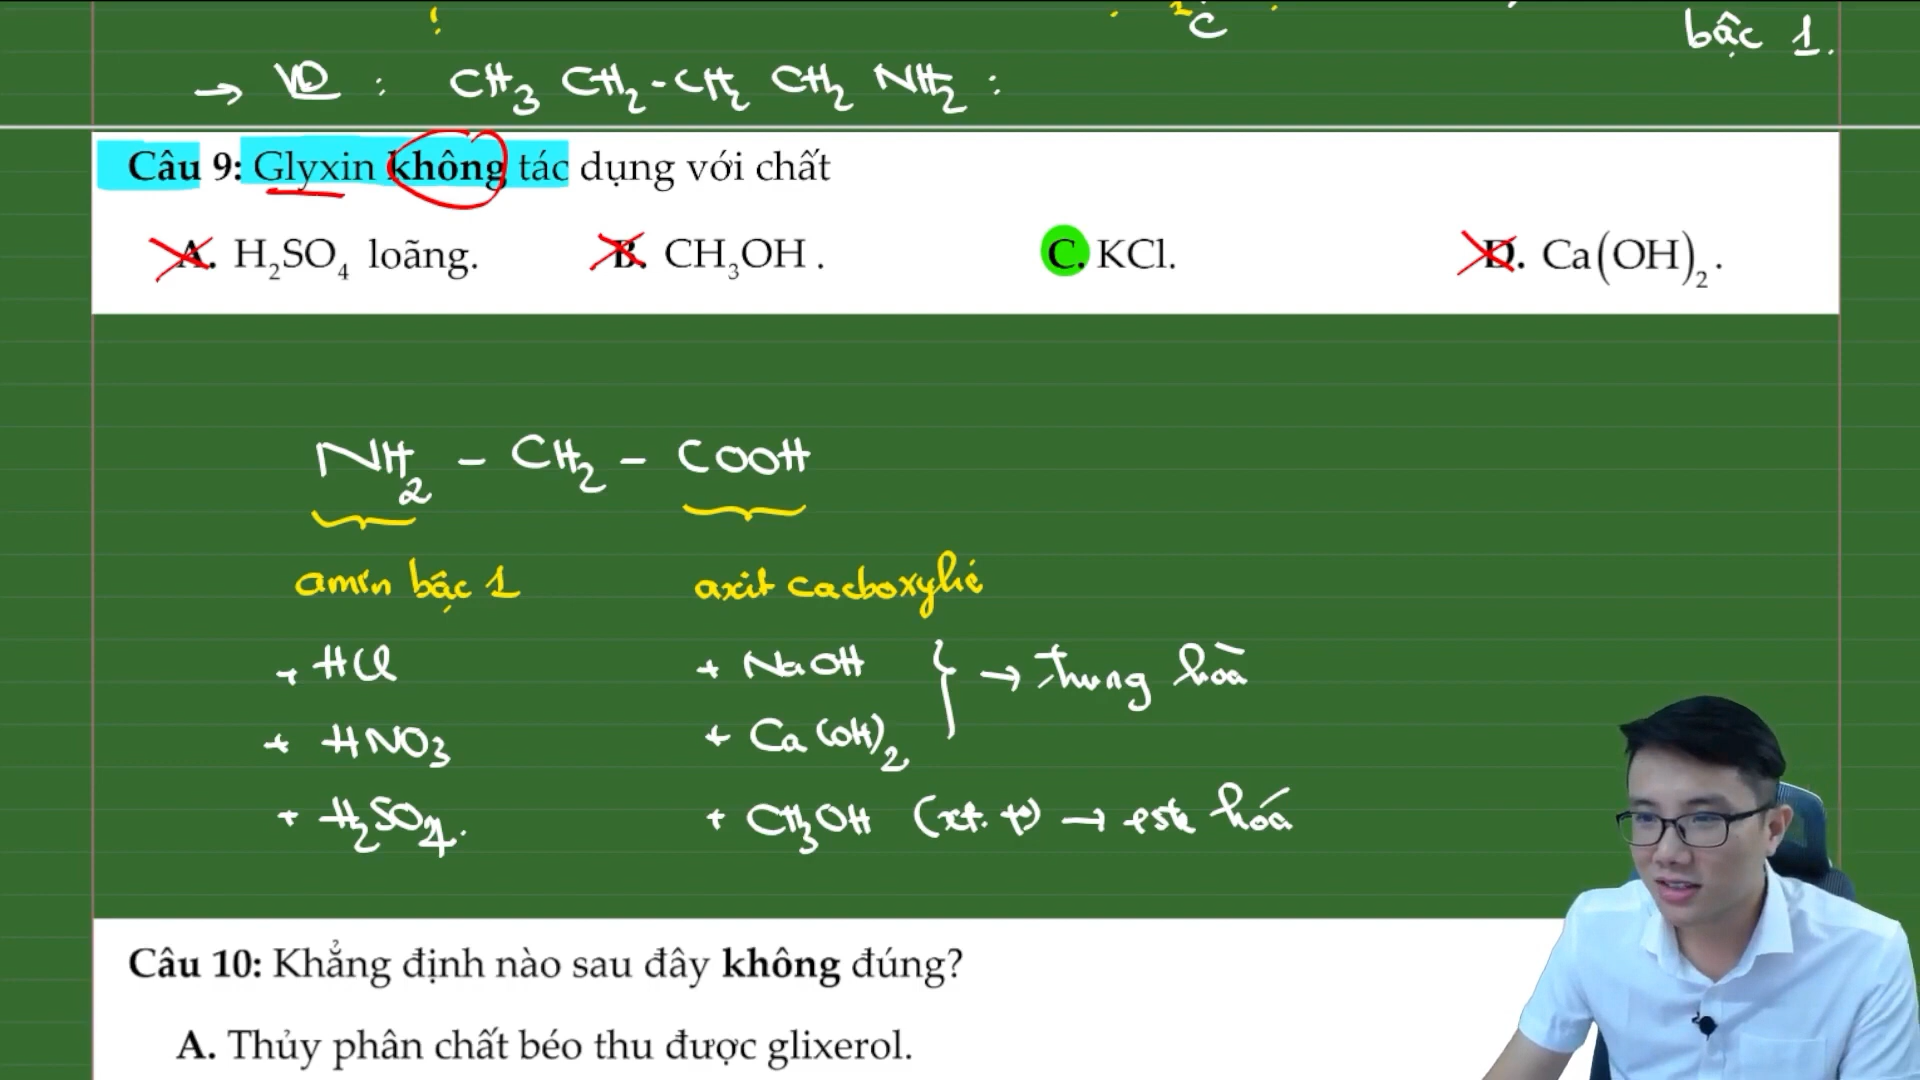 C
bậc 1.
→ VD : CH3 CH2-CH2 CH2 NH2 :
Câu 9: Glyxin không tác dụng với chất
A. H2SO4 loãng. B. CH3OH. C. KCl. D. Ca(OH)2.
NH2 - CH2 - COOH
amin bậc 1 axit cacboxylic
+ HCl + NaOH } → Trung hoà
+ HNO3 + Ca(OH)2
+ H2SO4. + CH3OH (xt. t°) → este hoá
Câu 10: Khẳng định nào sau đây không đúng?
A. Thủy phân chất béo thu được glixerol.